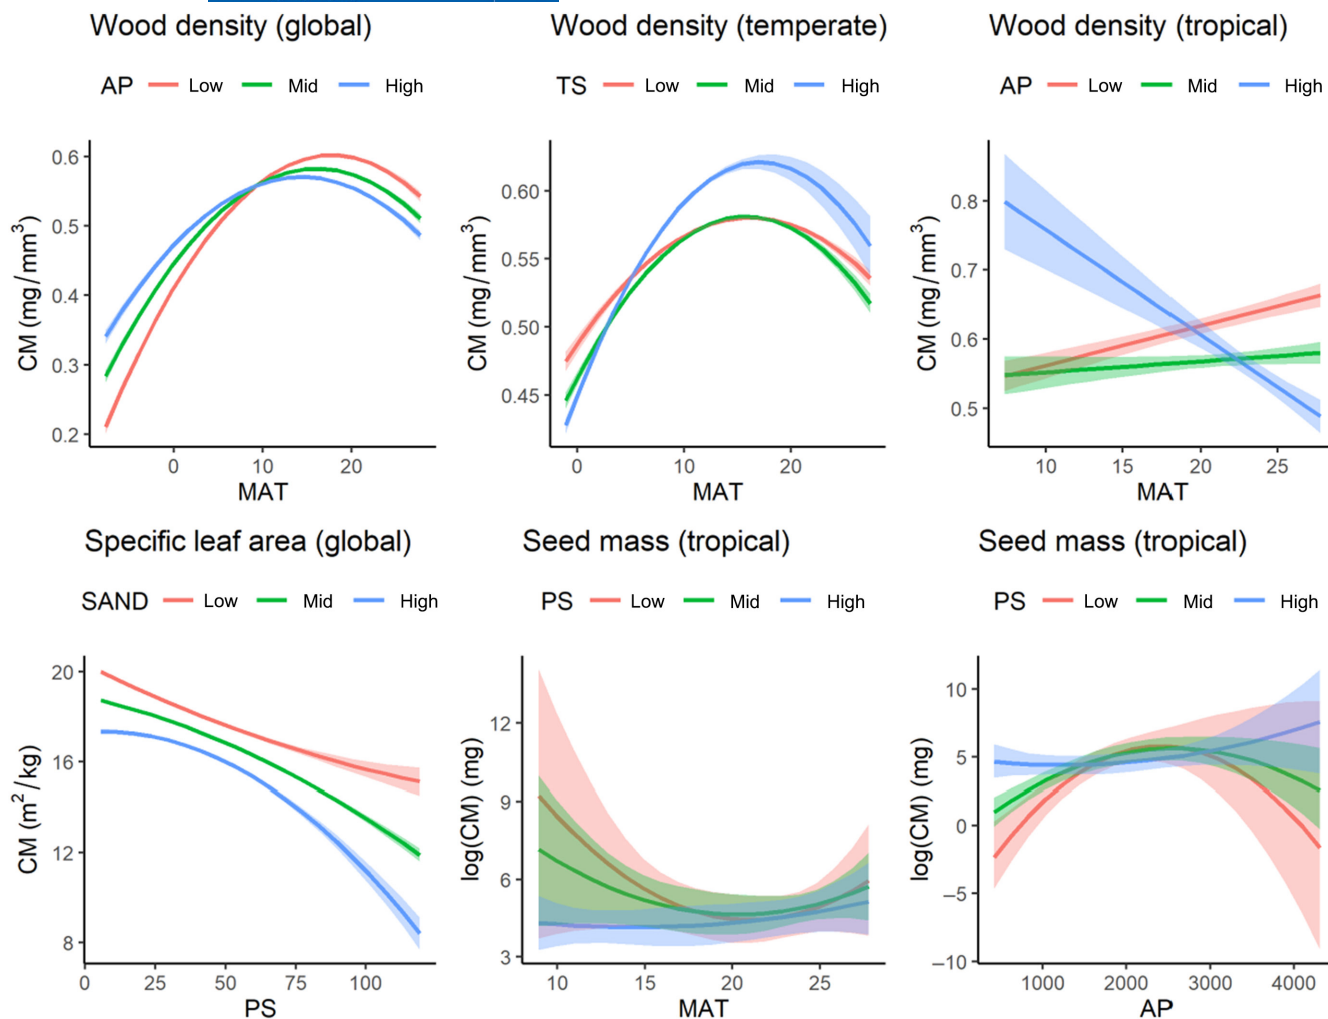 Wood density (global)
AP Low Mid High
0.6
0.5
0.4
0.3
0.2
CM (mg/mm³)
0 10 20
MAT
Wood density (temperate)
TS Low Mid High
0.60
0.55
0.50
0.45
CM (mg/mm³)
0 10 20
MAT
Wood density (tropical)
AP Low Mid High
0.8
0.7
0.6
0.5
CM (mg/mm³)
10 15 20 25
MAT
Specific leaf area (global)
SAND Low Mid High
20
16
12
8
CM (m²/kg)
0 25 50 75 100
PS
Seed mass (tropical)
PS Low Mid High
12
9
6
3
log(CM) (mg)
10 15 20 25
MAT
Seed mass (tropical)
PS Low Mid High
10
5
0
−5
−10
log(CM) (mg)
1000 2000 3000 4000
AP